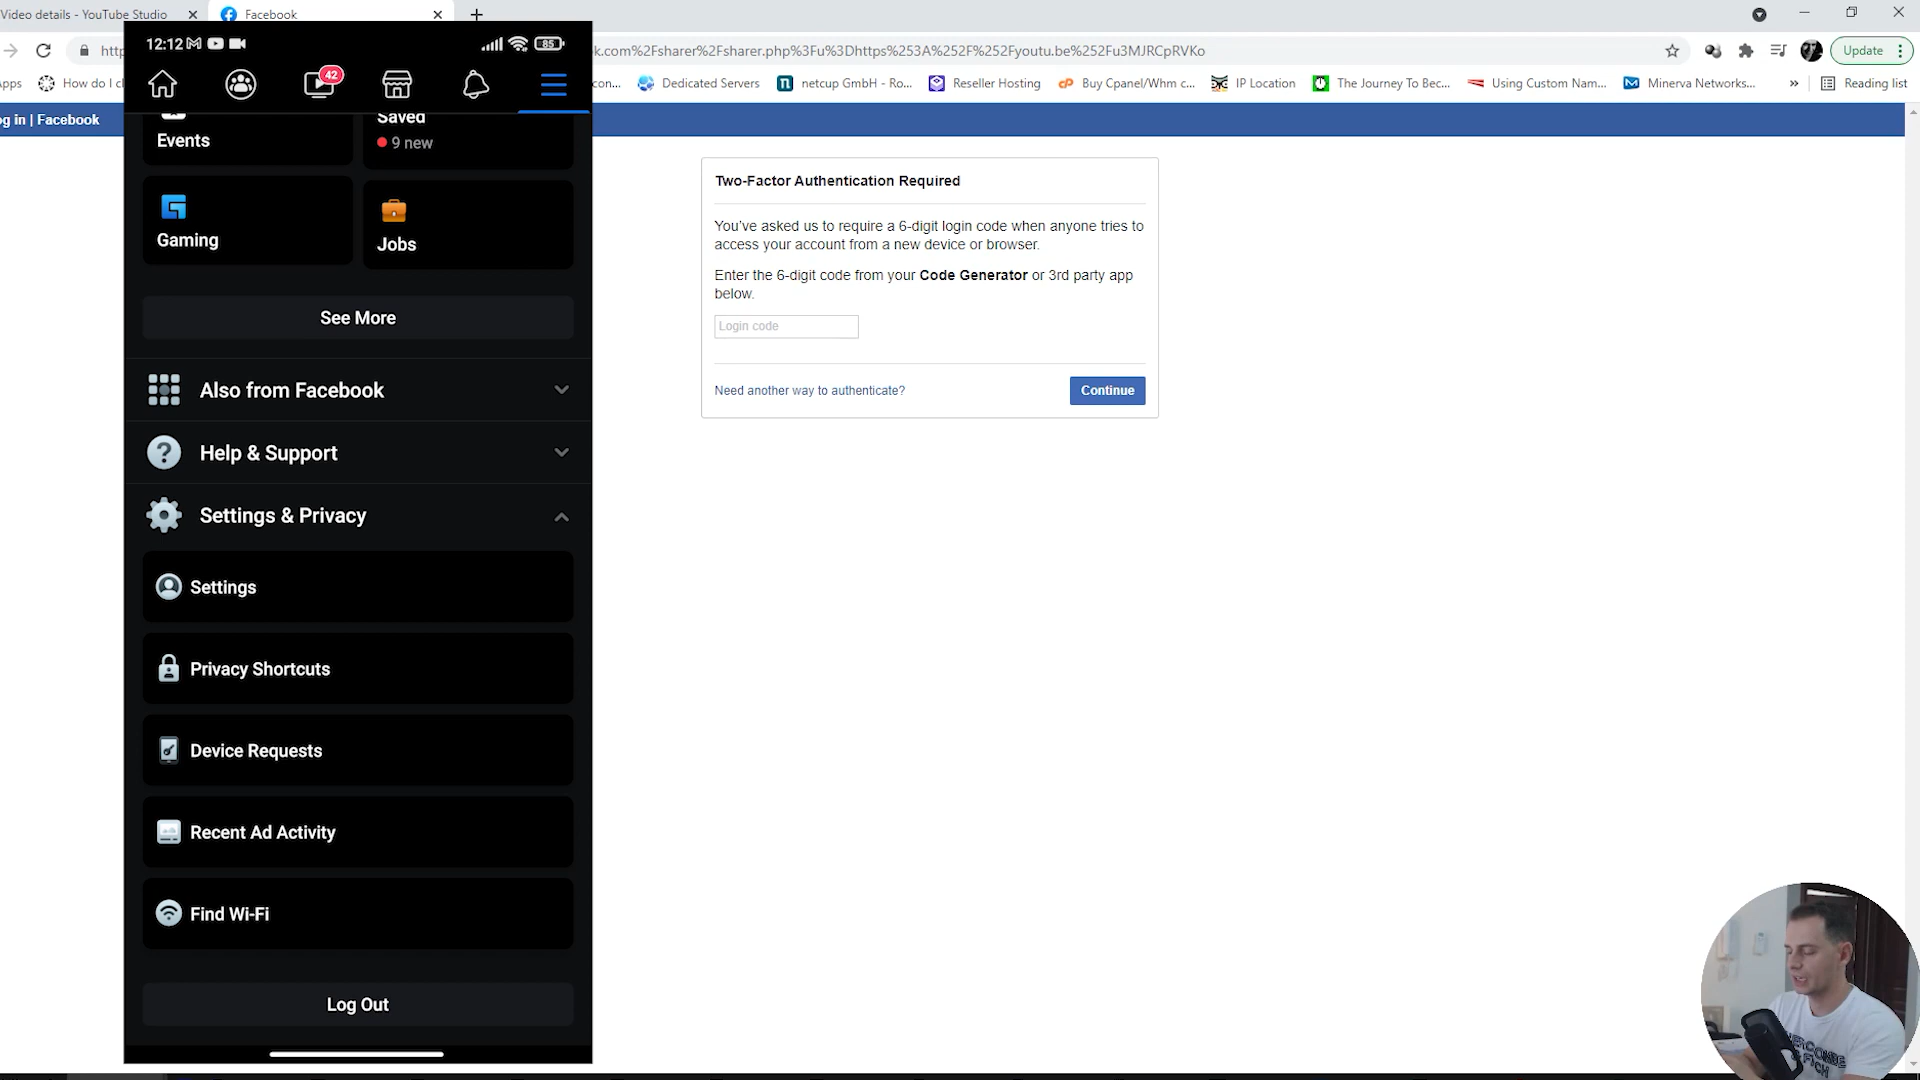 Video details - YouTube Studio
Facebook
k.com%2Fsharer%2Fsharer.php%3Fu%3Dhttps%253A%252F%252Fyoutu.be%252Fu3MJRCpRVKo
Update
How do I cl
con...
Dedicated Servers
netcup GmbH - Ro...
Reseller Hosting
Buy Cpanel/Whm c...
IP Location
The Journey To Bec...
Using Custom Nam...
Minerva Networks...
»
Reading list
og in | Facebook
12:12
85
42
Events
Saved
9 new
Gaming
Jobs
See More
Also from Facebook
Help & Support
Settings & Privacy
Settings
Privacy Shortcuts
Device Requests
Recent Ad Activity
Find Wi-Fi
Log Out
Two-Factor Authentication Required
You've asked us to require a 6-digit login code when anyone tries to
access your account from a new device or browser.
Enter the 6-digit code from your Code Generator or 3rd party app
below.
Login code
Need another way to authenticate?
Continue